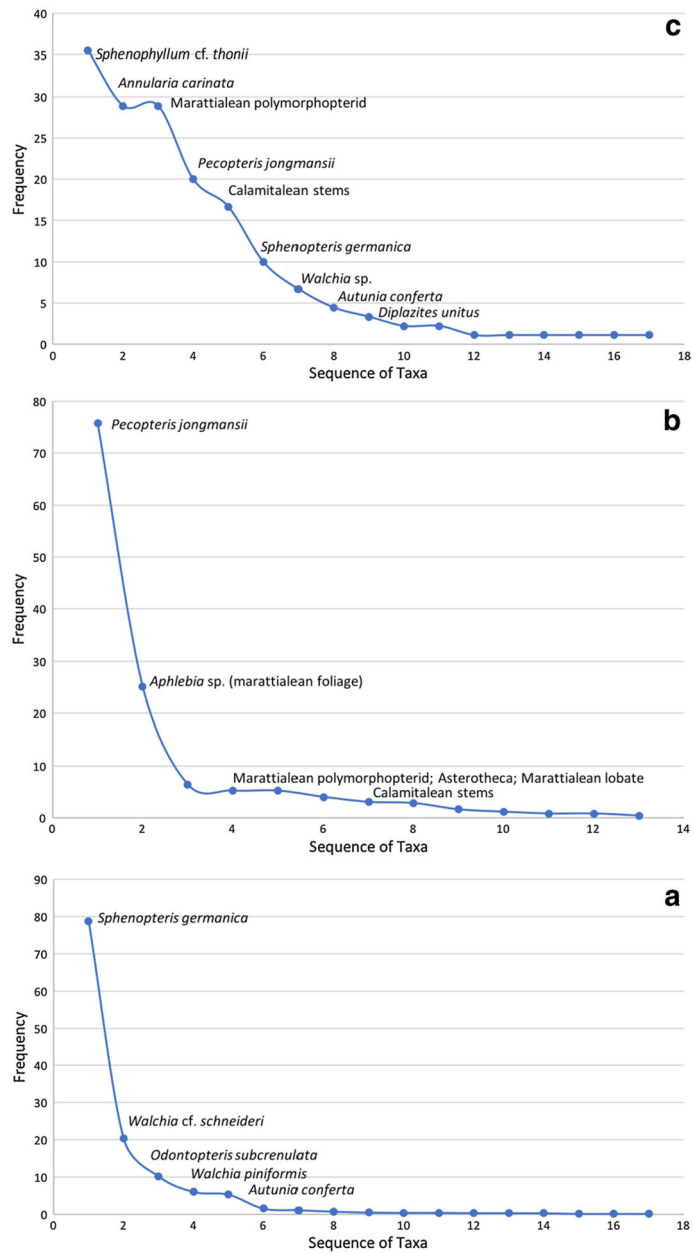 c
40
35
30
25
20
15
10
5
0
Frequency
Sphenophyllum cf. thonii
Annularia carinata
Marattialean polymorphopterid
Pecopteris jongmansii
Calamitalean stems
Sphenopteris germanica
Walchia sp.
Autunia conferta
Diplazites unitus
0 2 4 6 8 10 12 14 16 18
Sequence of Taxa
b
80
70
60
50
40
30
20
10
0
Frequency
Pecopteris jongmansii
Aphlebia sp. (marattialean foliage)
Marattialean polymorphopterid; Asterotheca; Marattialean lobate
Calamitalean stems
0 2 4 6 8 10 12 14
Sequence of Taxa
a
90
80
70
60
50
40
30
20
10
0
Frequency
Sphenopteris germanica
Walchia cf. schneideri
Odontopteris subcrenulata
Walchia piniformis
Autunia conferta
0 2 4 6 8 10 12 14 16 18
Sequence of Taxa